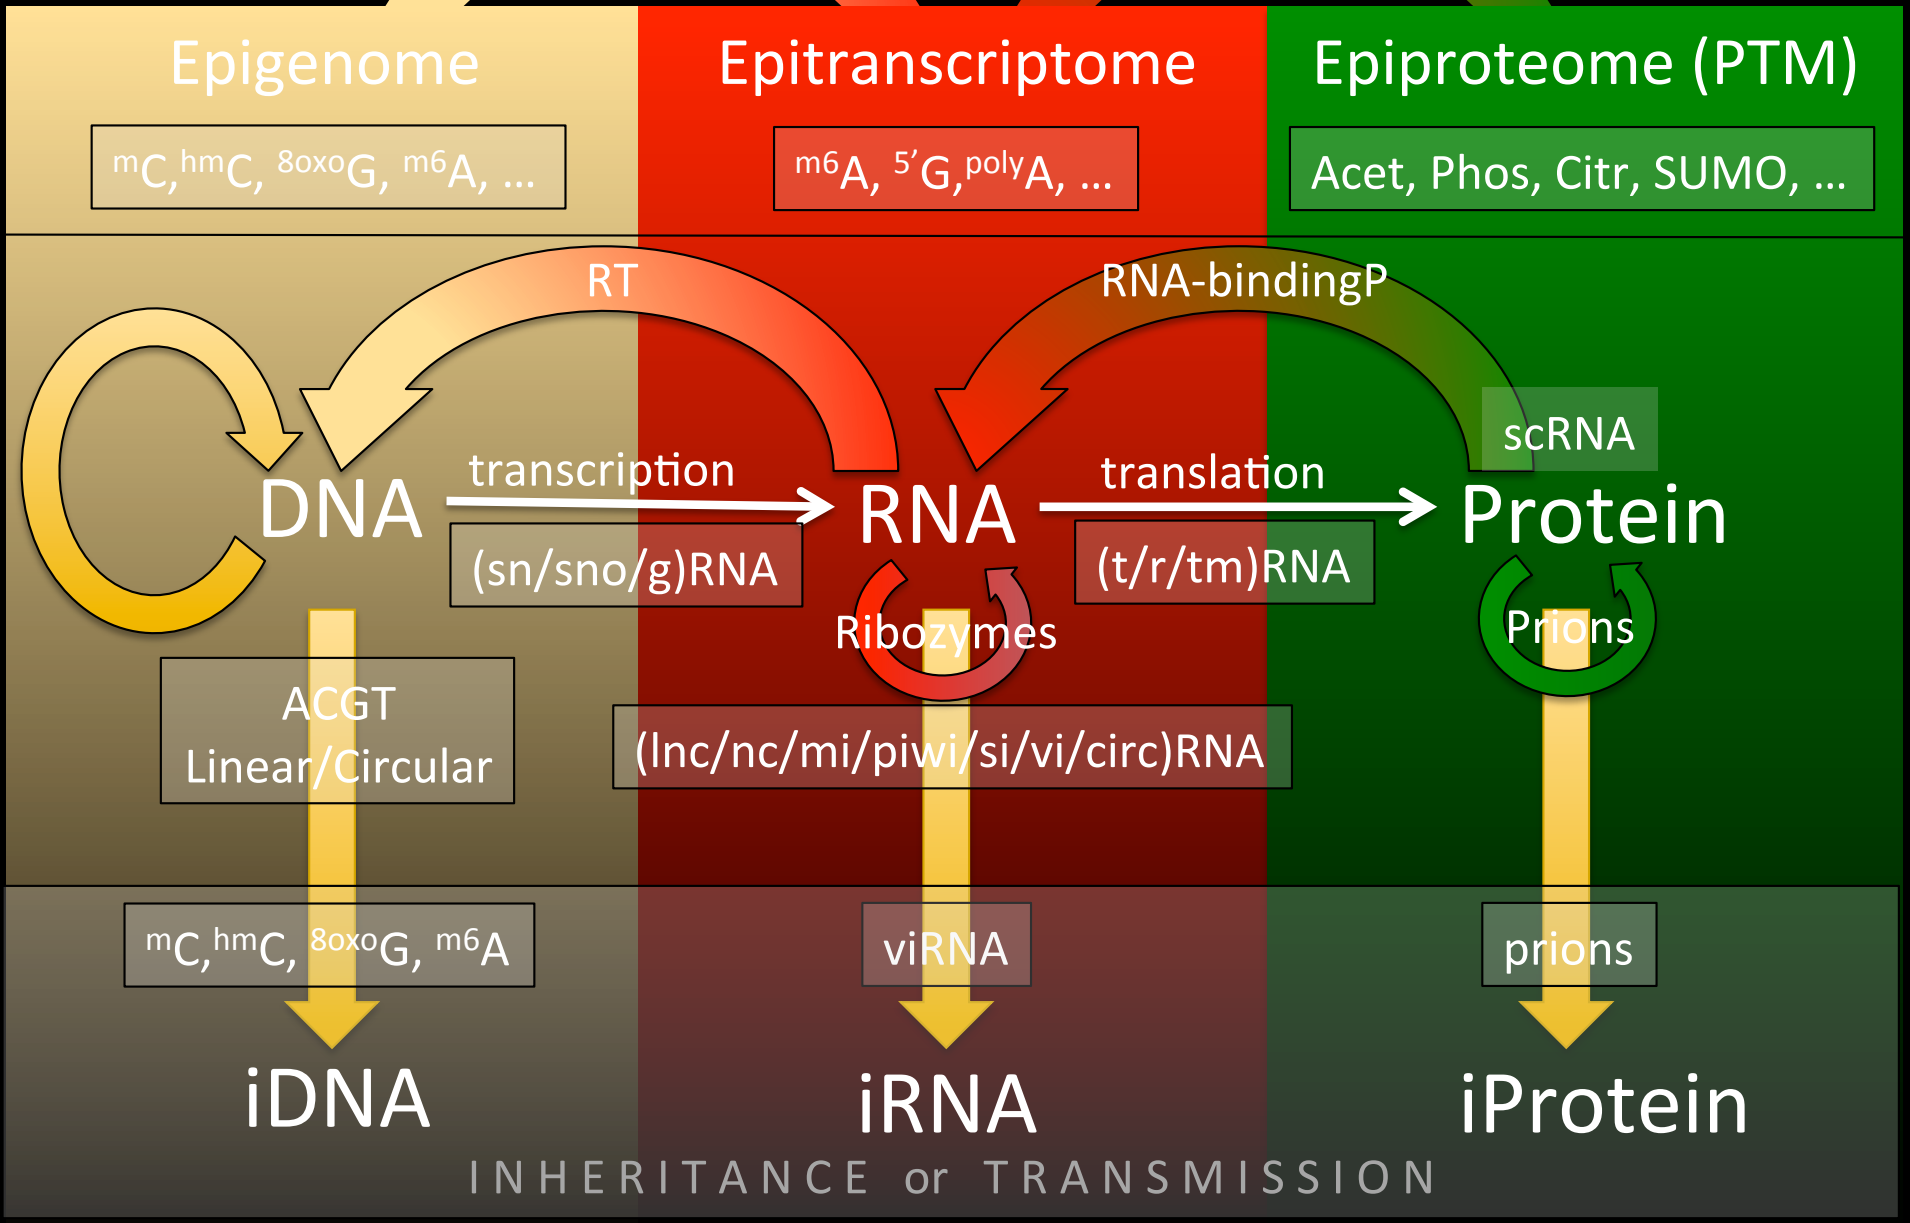 Epigenome
Epitranscriptome
Epiproteome (PTM)
mC,hmC, 8oxoG, m6A, ...
m6A, 5’G,polyA, ...
Acet, Phos, Citr, SUMO, ...
RT
RNA-bindingP
scRNA
DNA
transcription
RNA
translation
Protein
(sn/sno/g)RNA
(t/r/tm)RNA
Ribozymes
Prions
ACGT
Linear/Circular
(lnc/nc/mi/piwi/si/vi/circ)RNA
mC,hmC, 8oxoG, m6A
viRNA
prions
iDNA
iRNA
iProtein
INHERITANCE or TRANSMISSION